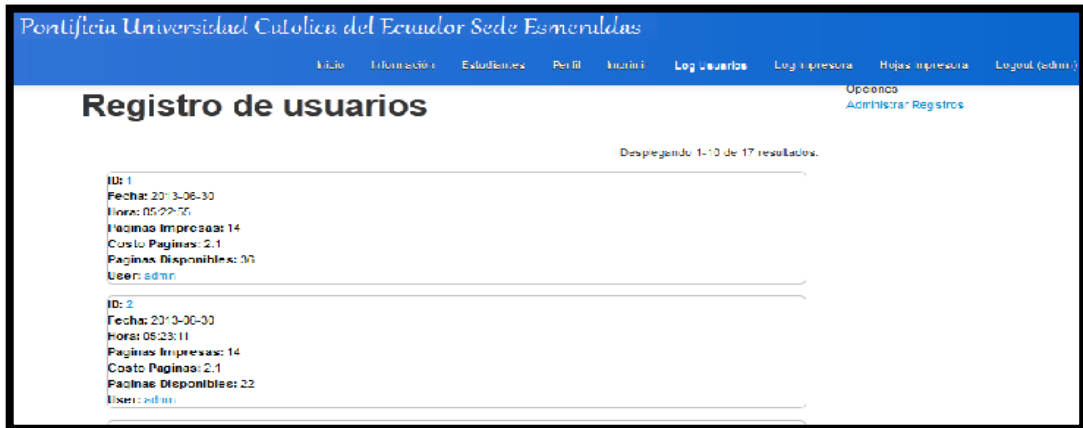 Pontificia Universidad Catolica del Ecuador Sede Esmeraldas
Inicio Información Estudiantes Perfil Imprimir Log Usuarios Log Impresora Hojas Impresora Logout (admin)
Registro de usuarios
Opciones
Administrar Registros
Desplegando 1-10 de 17 resultados.
ID: 1
Fecha: 2013-06-30
Hora: 05:22:55
Paginas Impresas: 14
Costo Paginas: 2.1
Paginas Disponibles: 36
User: admin
ID: 2
Fecha: 2013-06-30
Hora: 05:23:11
Paginas Impresas: 14
Costo Paginas: 2.1
Paginas Disponibles: 22
User: admin